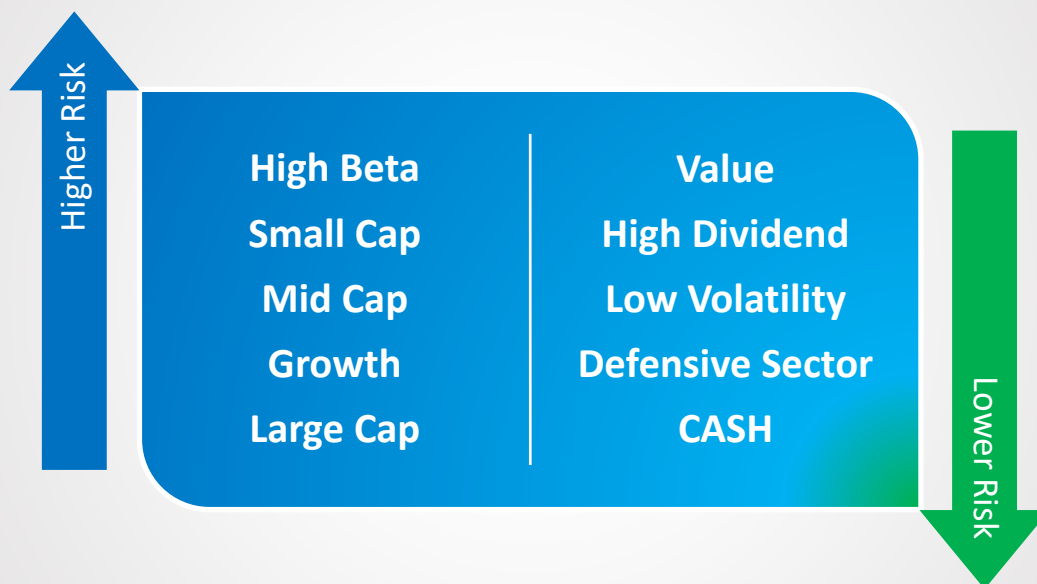 Higher Risk
High Beta
Small Cap
Mid Cap
Growth
Large Cap
Value
High Dividend
Low Volatility
Defensive Sector
CASH
Lower Risk